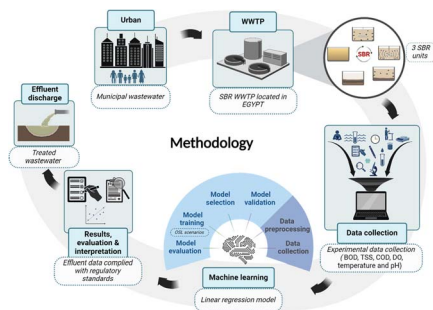 Urban
Municipal wastewater
WWTP
SBR WWTP located in
EGYPT
SBR
3 SBR
units
Effluent
discharge
Treated
wastewater
Methodology
Data collection
Experimental data collection
( BOD, TSS, COD, DO,
temperature and pH)
Results,
evaluation &
interpretation
Effluent data complied
with regulatory
standards
Model
selection
Model
validation
Model
training
OSL scenarios
Model
evaluation
Data
preprocessing
Data
collection
Machine learning
Linear regression model